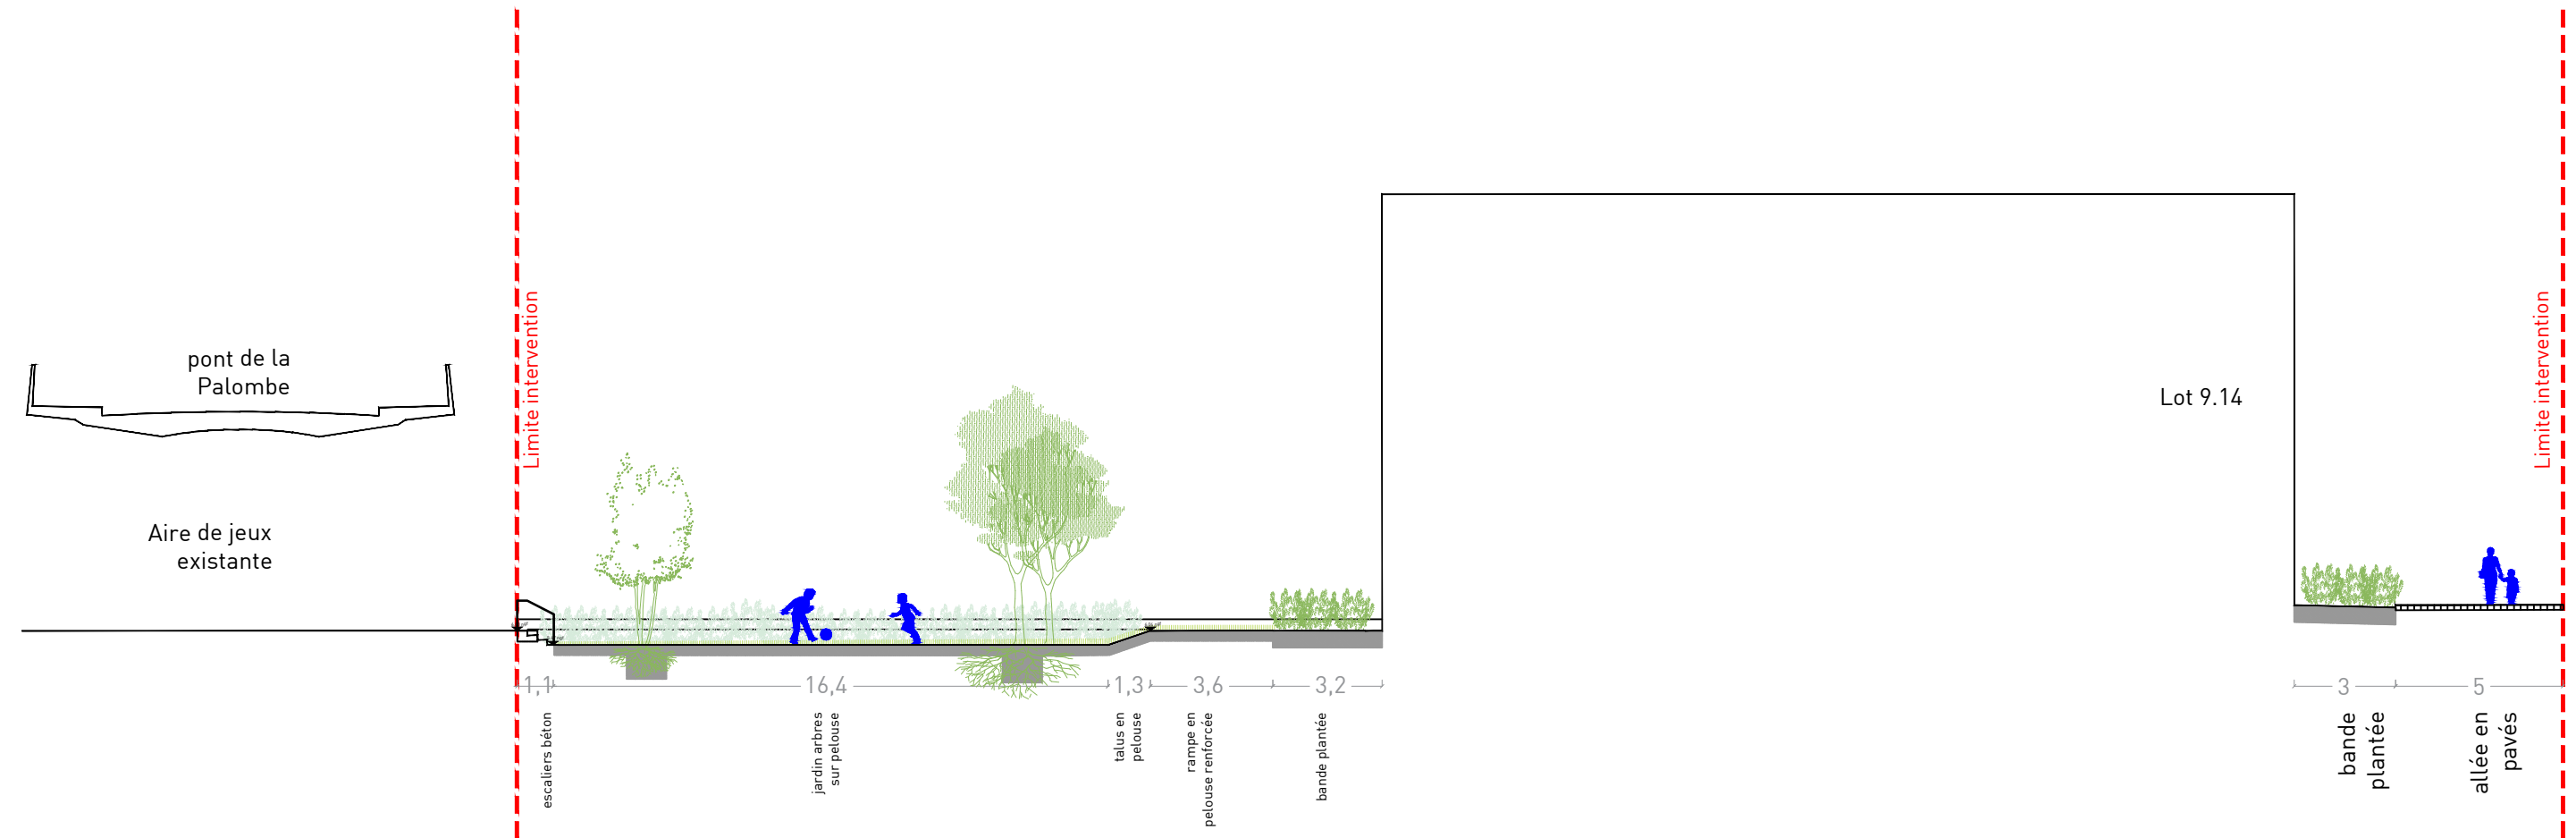 pont de la
Palombe
Aire de jeux
existante
Limite intervention
Lot 9.14
Limite intervention
1,1
16,4
1,3
3,6
3,2
3
5
escaliers béton
jardin arbres
sur pelouse
talus en
pelouse
rampe en
pelouse renforcée
bande plantée
bande
plantée
allée en
pavés